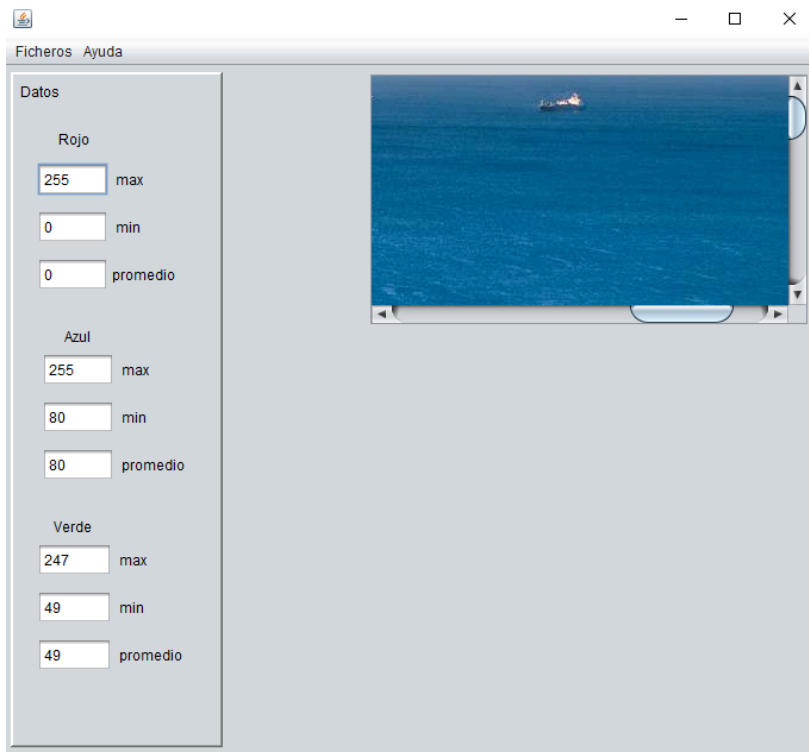 Ficheros Ayuda
Datos
Rojo
255 max
0 min
0 promedio
Azul
255 max
80 min
80 promedio
Verde
247 max
49 min
49 promedio